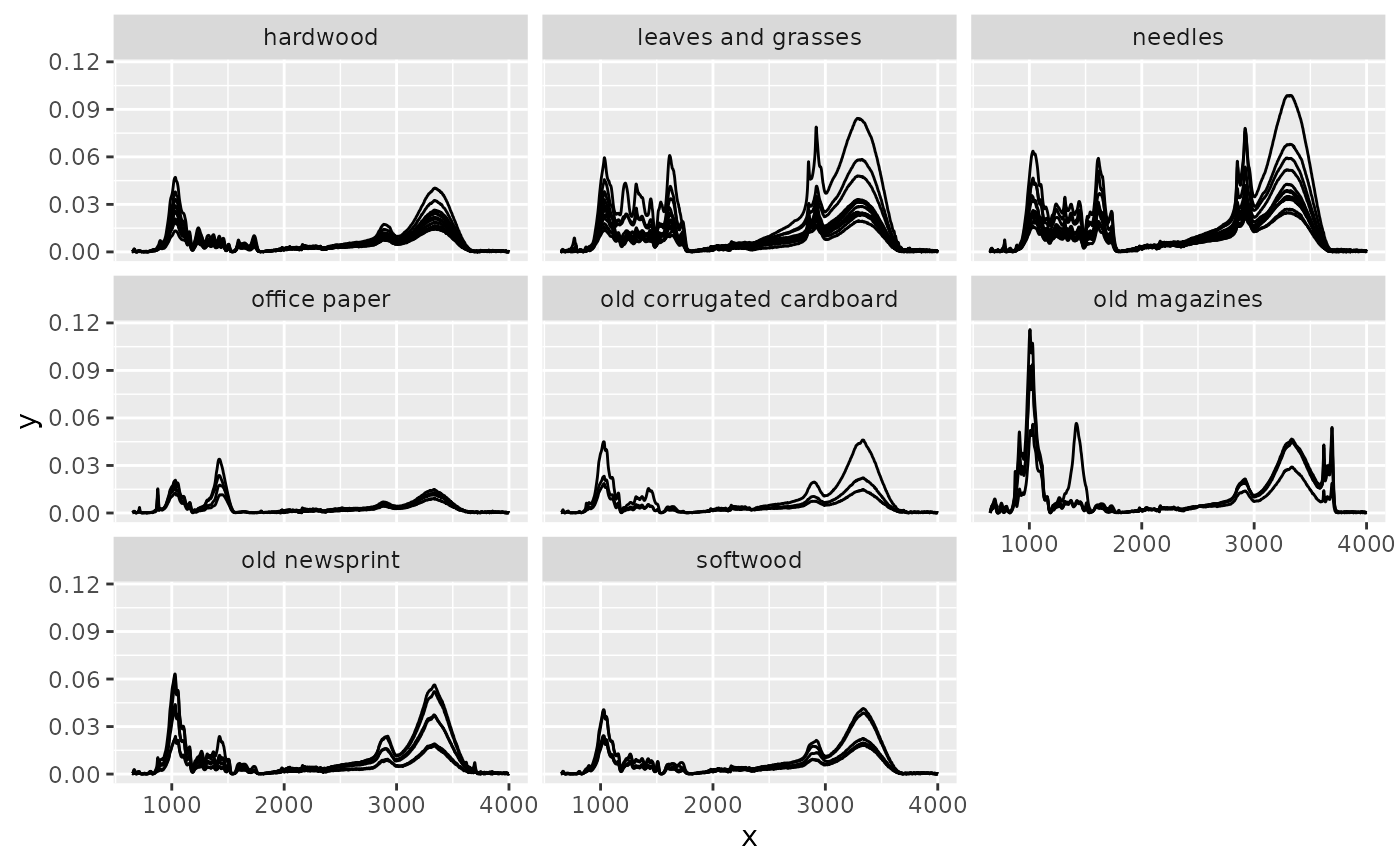 hardwood leaves and grasses needles
0.12
0.09
0.06
0.03
0.00
office paper old corrugated cardboard old magazines
0.12
0.09
0.06
0.03
0.00
1000 2000 3000 4000
old newsprint softwood
0.12
0.09
0.06
0.03
0.00
1000 2000 3000 4000 1000 2000 3000 4000
x
y